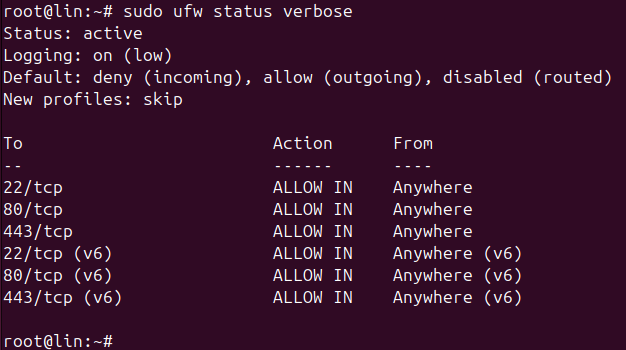 root@lin:~# sudo ufw status verbose
Status: active
Logging: on (low)
Default: deny (incoming), allow (outgoing), disabled (routed)
New profiles: skip

To                         Action      From
--                         ------      ----
22/tcp                     ALLOW IN    Anywhere
80/tcp                     ALLOW IN    Anywhere
443/tcp                    ALLOW IN    Anywhere
22/tcp (v6)                ALLOW IN    Anywhere (v6)
80/tcp (v6)                ALLOW IN    Anywhere (v6)
443/tcp (v6)               ALLOW IN    Anywhere (v6)

root@lin:~#